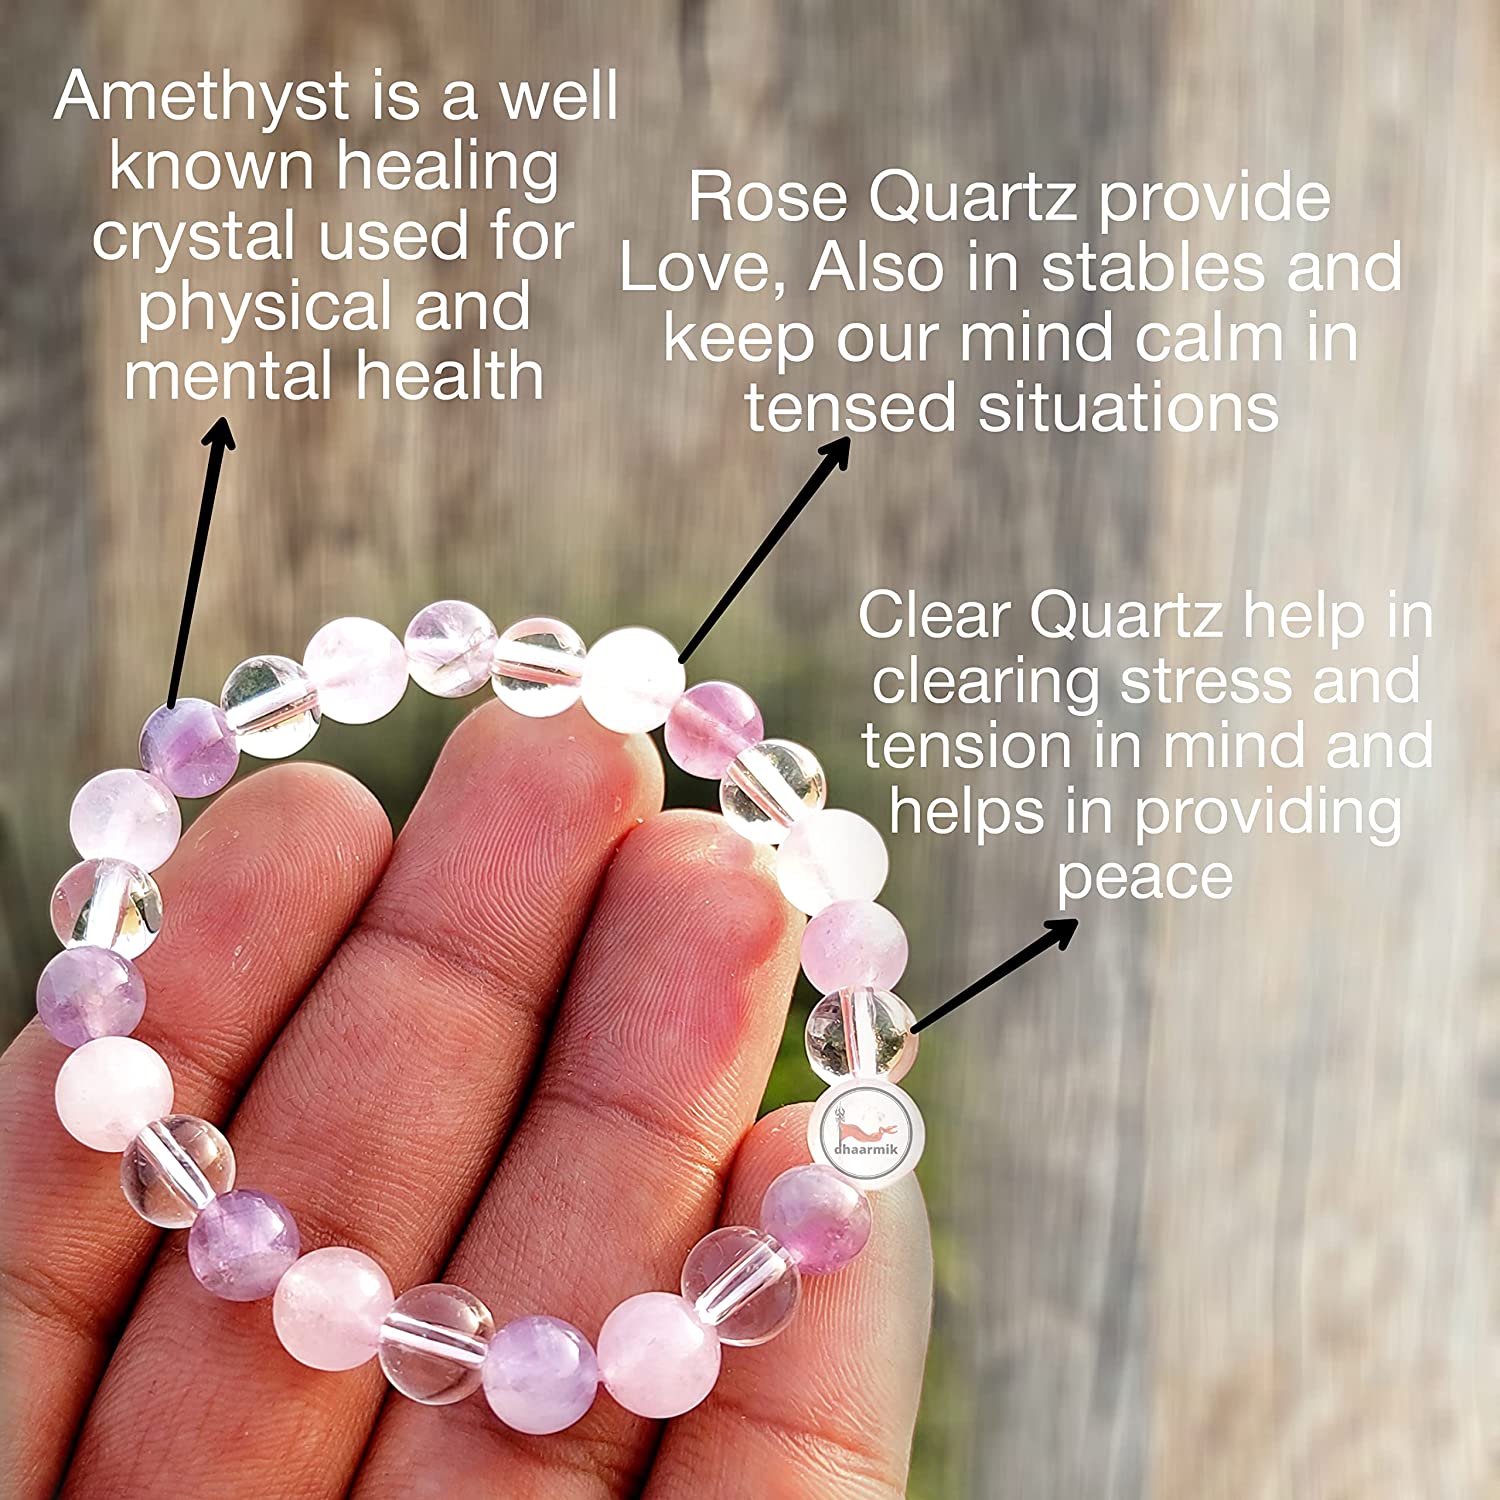 Amethyst is a well
known healing
crystal used for
physical and
mental health
Rose Quartz provide
Love, Also in stables and
keep our mind calm in
tensed situations
Clear Quartz help in
clearing stress and
tension in mind and
helps in providing
peace
dhaarmik